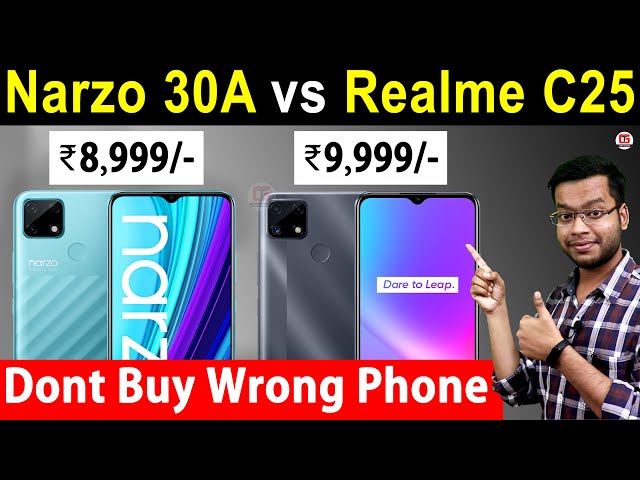 Narzo 30A vs Realme C25
₹8,999/-
₹9,999/-
narzo
narzo
Dare to Leap.
Dont Buy Wrong Phone